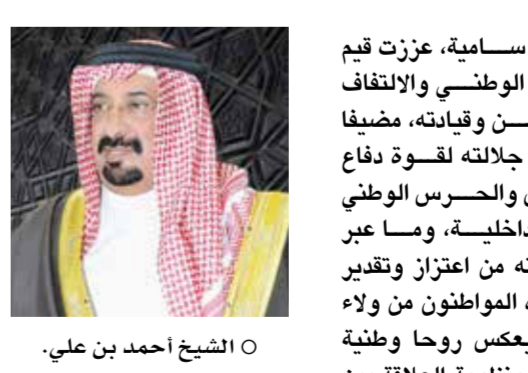 سامية، عززت قيم
الوطني والالتفاف
وقيادته، مضيفا
جلالته لقوة دفاع
والحرس الوطني
وما عبر
من اعتزاز وتقدير
المواطنون من ولاء
يعكس روحا وطنية
○ الشيخ أحمد بن علي.